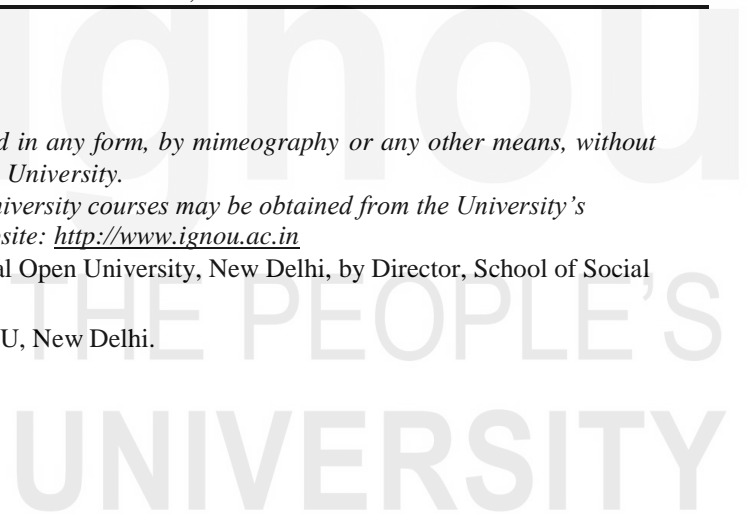 d in any form, by mimeography or any other means, without
University.
niversity courses may be obtained from the University's
site: http://www.ignou.ac.in
al Open University, New Delhi, by Director, School of Social
U, New Delhi.
ignou
THE PEOPLE'S
UNIVERSITY